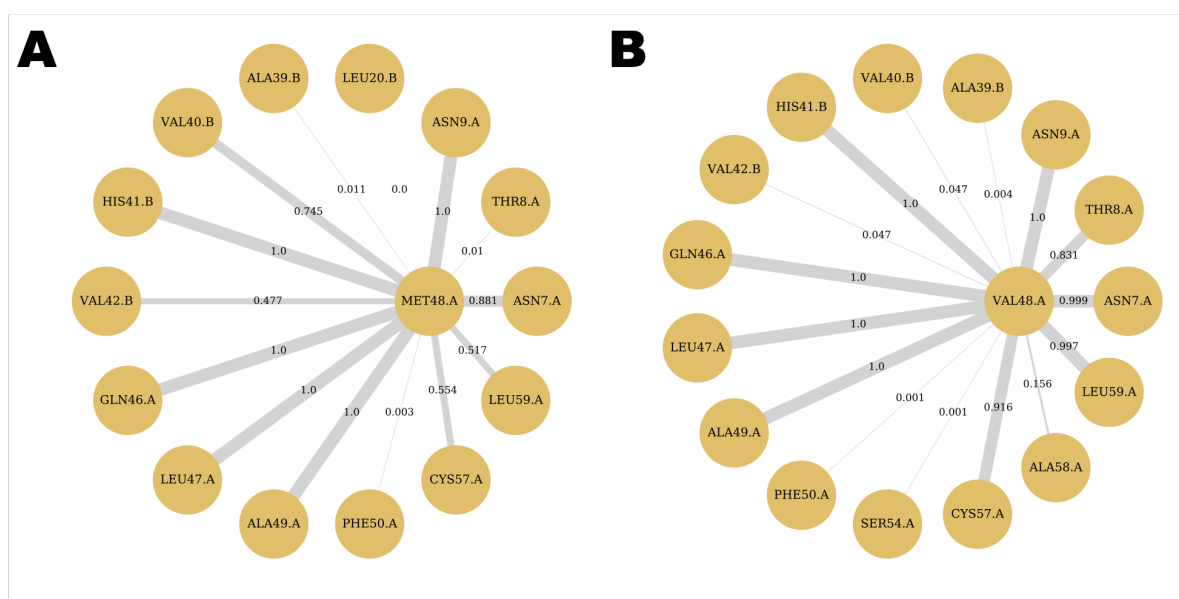 A
ALA39.B
LEU20.B
VAL40.B
ASN9.A
HIS41.B
THR8.A
0.011
0.0
0.745
1.0
1.0
0.01
VAL42.B
0.477
MET48.A
0.881
ASN7.A
1.0
0.517
GLN46.A
1.0
1.0
0.003
0.554
LEU59.A
LEU47.A
CYS57.A
ALA49.A
PHE50.A
B
VAL40.B
ALA39.B
HIS41.B
ASN9.A
VAL42.B
THR8.A
0.047
0.004
1.0
1.0
0.047
0.831
GLN46.A
1.0
VAL48.A
0.999
ASN7.A
LEU47.A
1.0
0.997
1.0
0.156
LEU59.A
0.001
0.001
0.916
ALA49.A
ALA58.A
PHE50.A
SER54.A
CYS57.A